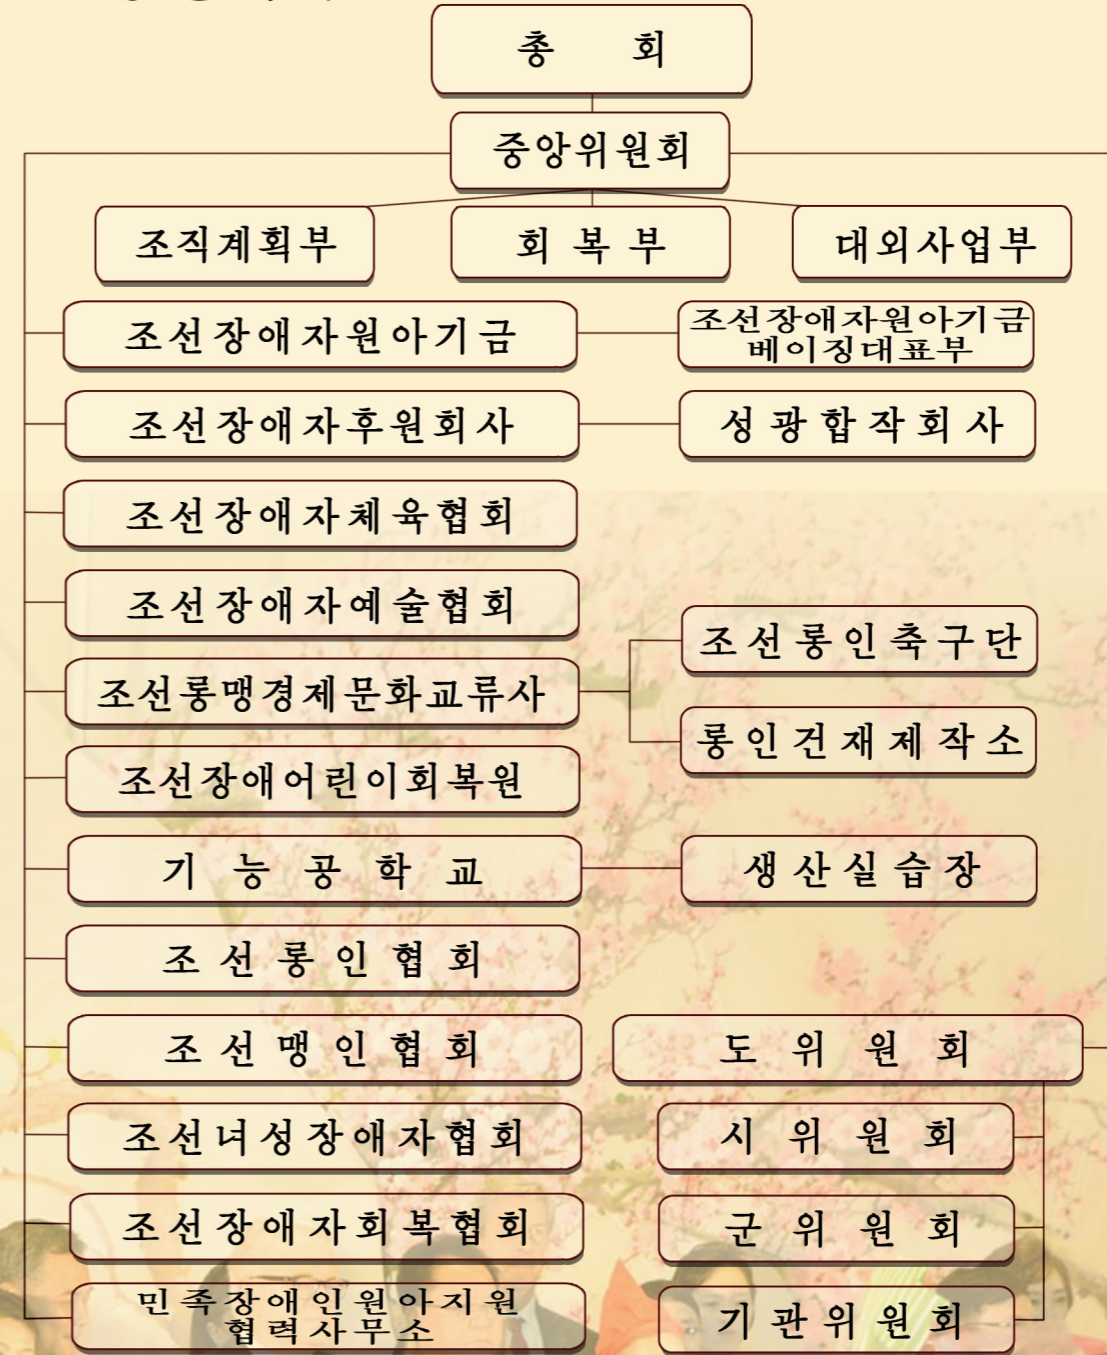 총 회
중앙위원회
조직계획부
회복부
대외사업부
조선장애자원아기금
조선장애자원아기금
베이징대표부
조선장애자후원회사
성광합작회사
조선장애자체육협회
조선장애자예술협회
조선롱인축구단
조선롱맹경제문화교류사
롱인건재제작소
조선장애어린이회복원
기능공학교
생산실습장
조선롱인협회
조선맹인협회
도위원회
조선녀성장애자협회
시위원회
조선장애자회복협회
군위원회
민족장애인원아지원
협력사무소
기관위원회